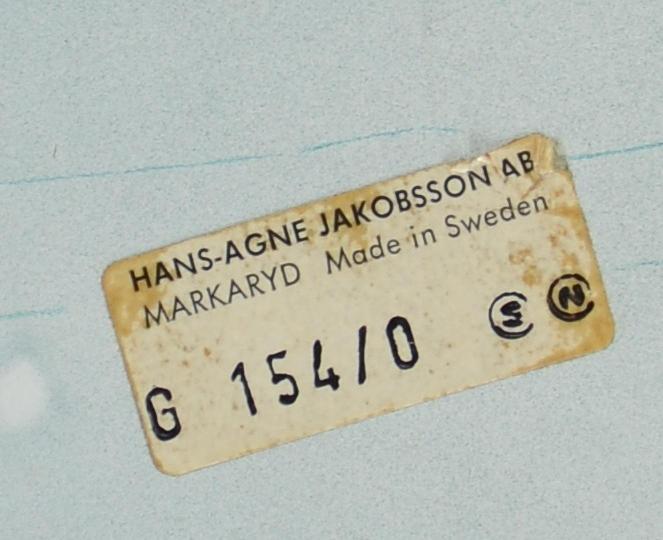 HANS-AGNE JAKOBSSON AB
MARKARYD Made in Sweden
G 154/0 S N